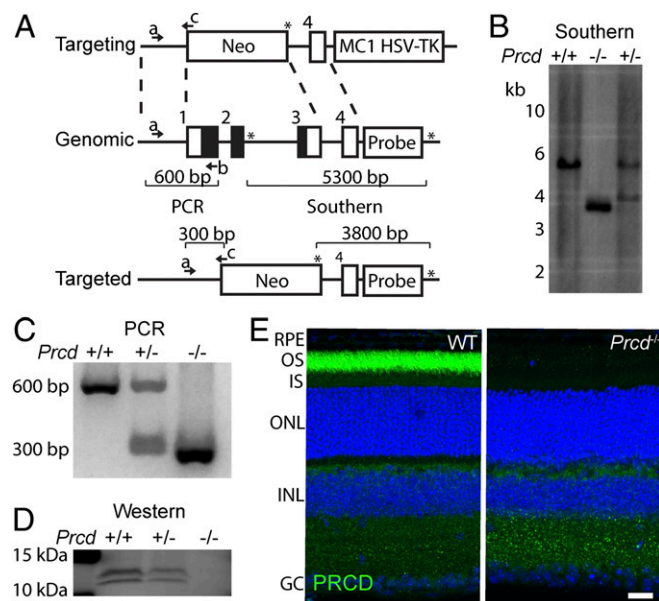 A
Targeting
a
c
Neo
*
4
MC1 HSV-TK
Genomic
a
1
2
*
3
4
Probe
*
b
600 bp
5300 bp
PCR
Southern
300 bp
3800 bp
Targeted
a
c
Neo
*
4
Probe
*
B
Southern
Prcd +/+ -/- +/-
kb
10
6
4
3
2
C
PCR
Prcd +/+ +/- -/-
600 bp
300 bp
D
Western
Prcd +/+ +/- -/-
15 kDa
10 kDa
E
RPE
OS
IS
ONL
INL
GC
WT
Prcd-/-
PRCD